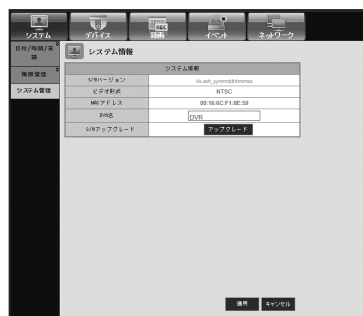 システム
デバイス
録画
イベント
ネットワーク
日付/時間/言語
権限管理
システム管理
システム情報
システム情報
S/Wバージョン
Vx.xxh_yymmddhhmmss
ビデオ形式
NTSC
MACアドレス
00:16:6C:F1:8E:59
DVR名
DVR
S/Wアップグレード
アップグレード
適用
キャンセル